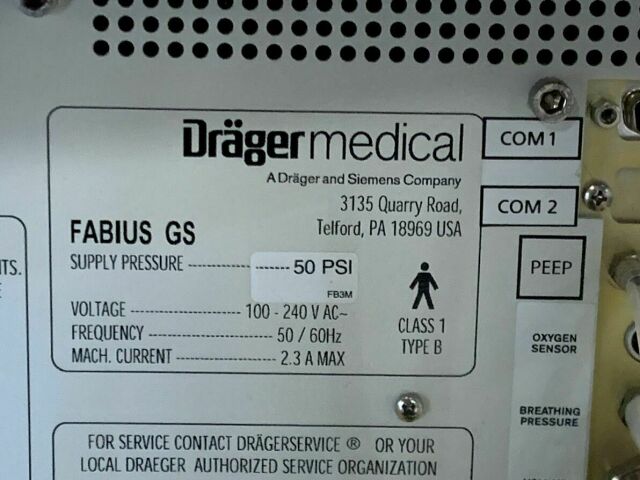 Drägermedical
A Dräger and Siemens Company
3135 Quarry Road,
Telford, PA 18969 USA
FABIUS GS
SUPPLY PRESSURE ---------------- ------- 50 PSI
FB3M
VOLTAGE ---------------- 100 - 240 V AC~
FREQUENCY ---------------- 50 / 60Hz
MACH. CURRENT ---------------- 2.3 A MAX
CLASS 1
TYPE B
COM 1
COM 2
PEEP
OXYGEN
SENSOR
BREATHING
PRESSURE
FOR SERVICE CONTACT DRÄGERSERVICE ® OR YOUR
LOCAL DRAEGER AUTHORIZED SERVICE ORGANIZATION